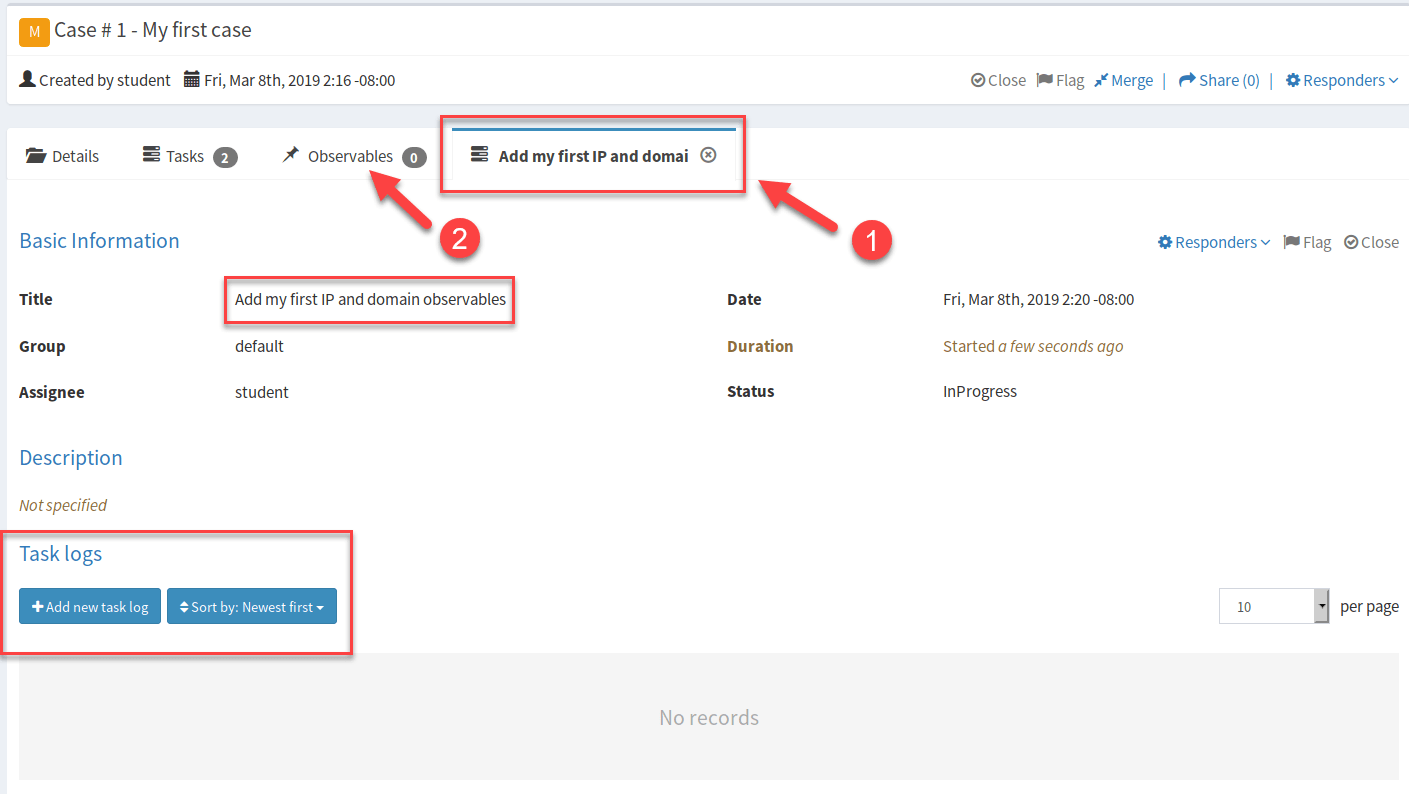 M Case # 1 - My first case
Created by student Fri, Mar 8th, 2019 2:16 -08:00 Close Flag Merge | Share (0) | Responders
Details Tasks 2 Observables 0 Add my first IP and domai
2 1
Basic Information Responders Flag Close
Title Add my first IP and domain observables Date Fri, Mar 8th, 2019 2:20 -08:00
Group default Duration Started a few seconds ago
Assignee student Status InProgress
Description
Not specified
Task logs
Add new task log Sort by: Newest first 10 per page
No records